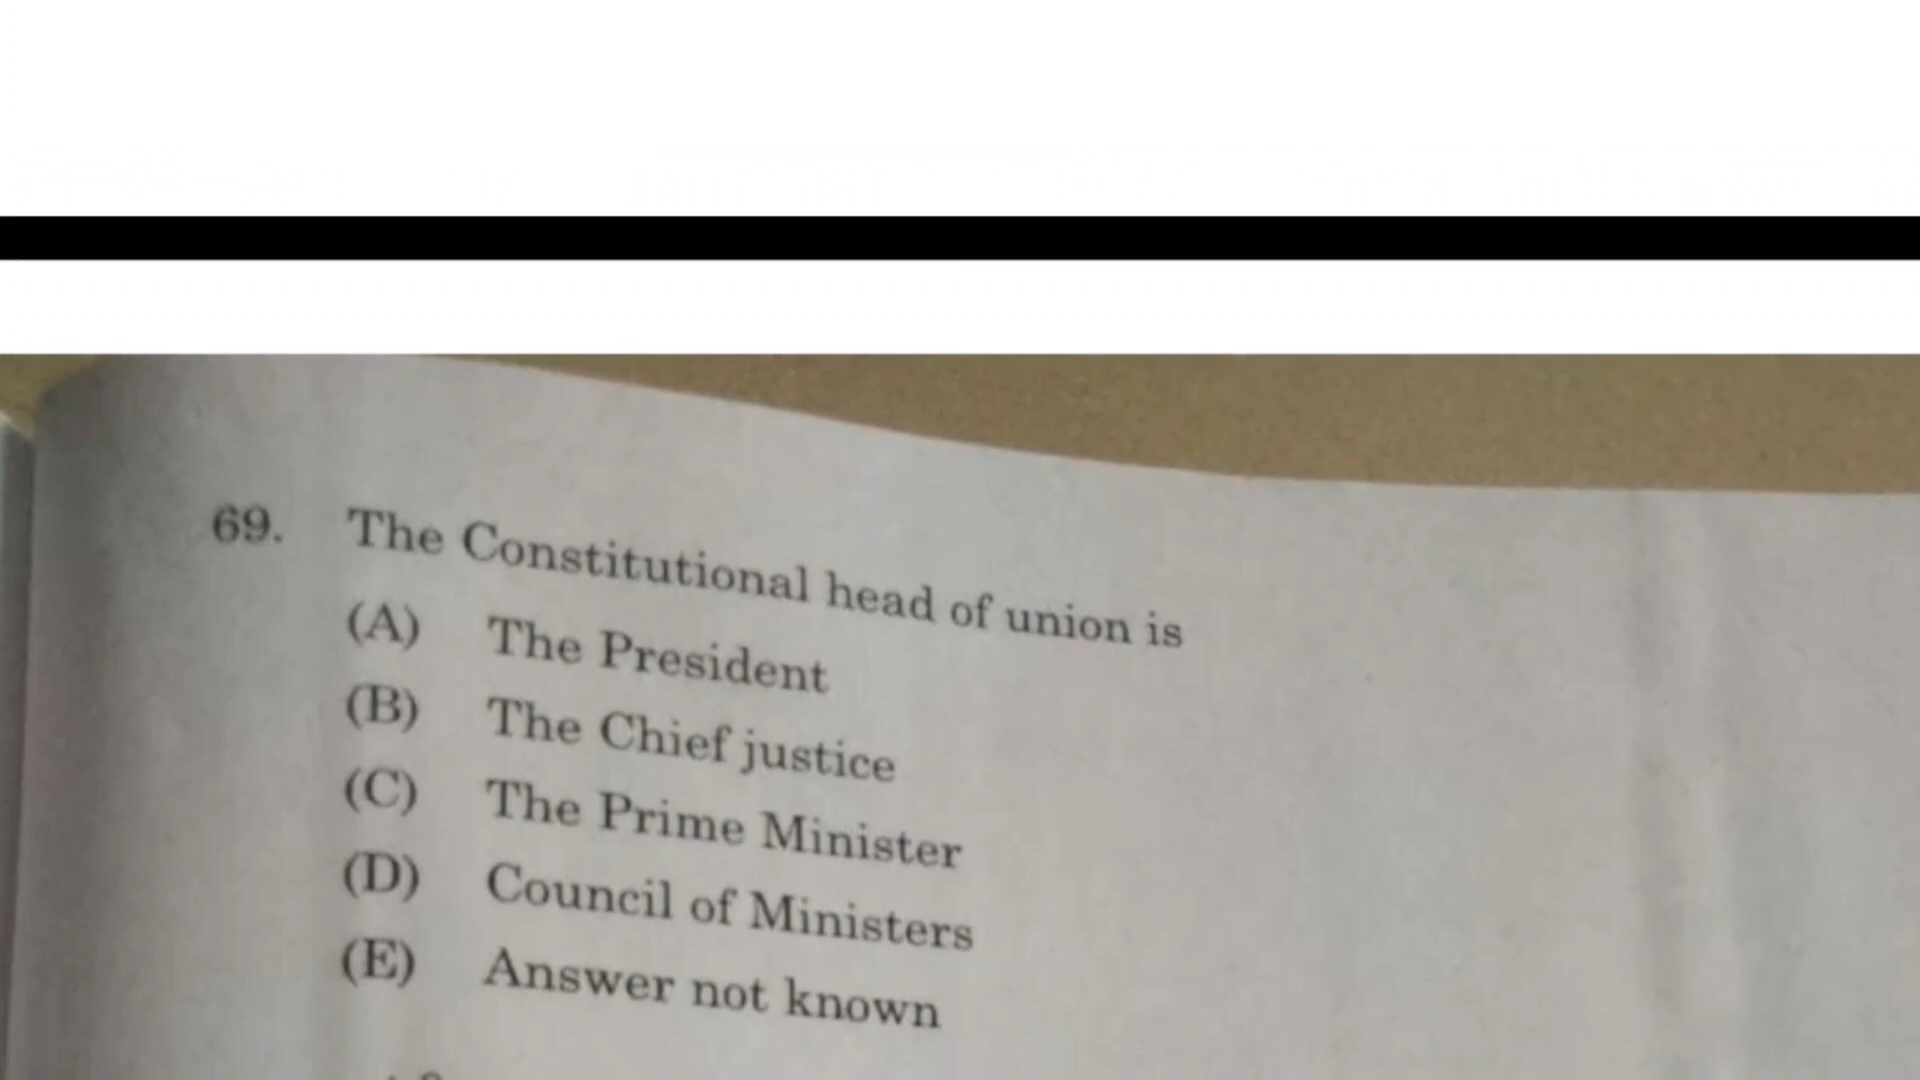 69. The Constitutional head of union is
(A) The President
(B) The Chief justice
(C) The Prime Minister
(D) Council of Ministers
(E) Answer not known